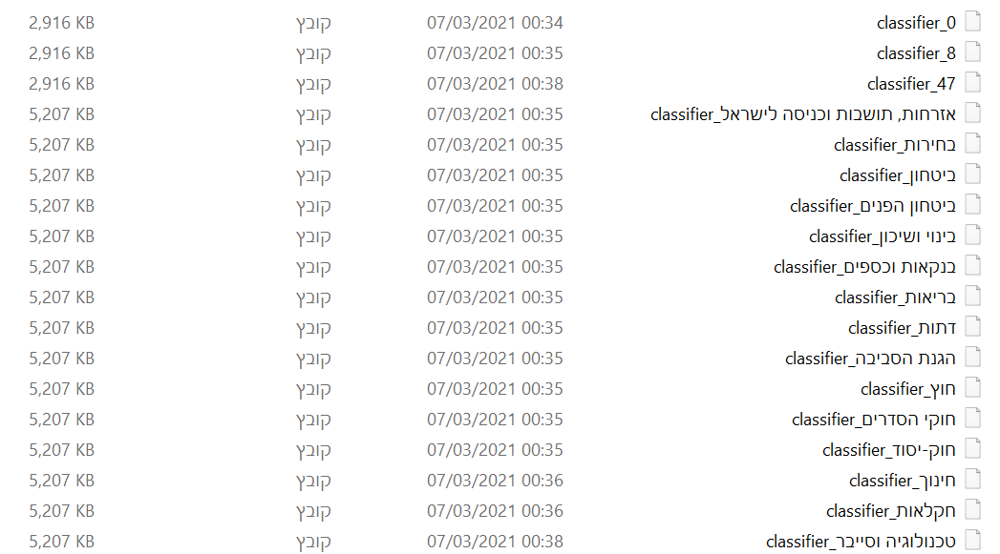 classifier_0 07/03/2021 00:34 קובץ 2,916 KB
classifier_8 07/03/2021 00:35 קובץ 2,916 KB
classifier_47 07/03/2021 00:38 קובץ 2,916 KB
classifier_אזרחות, תושבות וכניסה לישראל 07/03/2021 00:35 קובץ 5,207 KB
classifier_בחירות 07/03/2021 00:35 קובץ 5,207 KB
classifier_ביטחון 07/03/2021 00:35 קובץ 5,207 KB
classifier_ביטחון הפנים 07/03/2021 00:35 קובץ 5,207 KB
classifier_בינוי ושיכון 07/03/2021 00:35 קובץ 5,207 KB
classifier_בנקאות וכספים 07/03/2021 00:35 קובץ 5,207 KB
classifier_בריאות 07/03/2021 00:35 קובץ 5,207 KB
classifier_דתות 07/03/2021 00:35 קובץ 5,207 KB
classifier_הגנת הסביבה 07/03/2021 00:35 קובץ 5,207 KB
classifier_חוץ 07/03/2021 00:35 קובץ 5,207 KB
classifier_חוקי הסדרים 07/03/2021 00:35 קובץ 5,207 KB
classifier_חוק-יסוד 07/03/2021 00:35 קובץ 5,207 KB
classifier_חינוך 07/03/2021 00:36 קובץ 5,207 KB
classifier_חקלאות 07/03/2021 00:36 קובץ 5,207 KB
classifier_טכנולוגיה וסייבר 07/03/2021 00:38 קובץ 5,207 KB